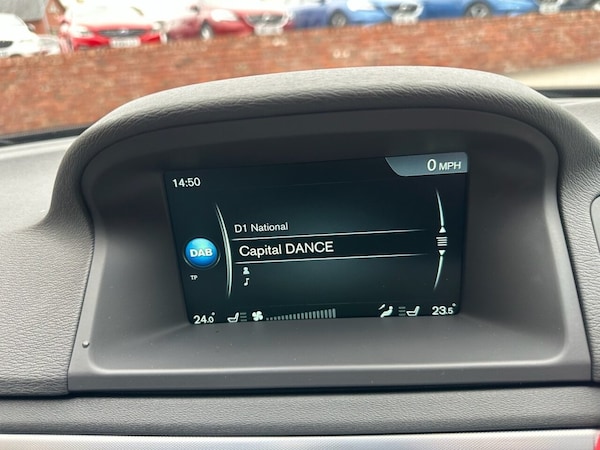 14:50
0 MPH
D1 National
DAB
Capital DANCE
TP
24.0
23.5°